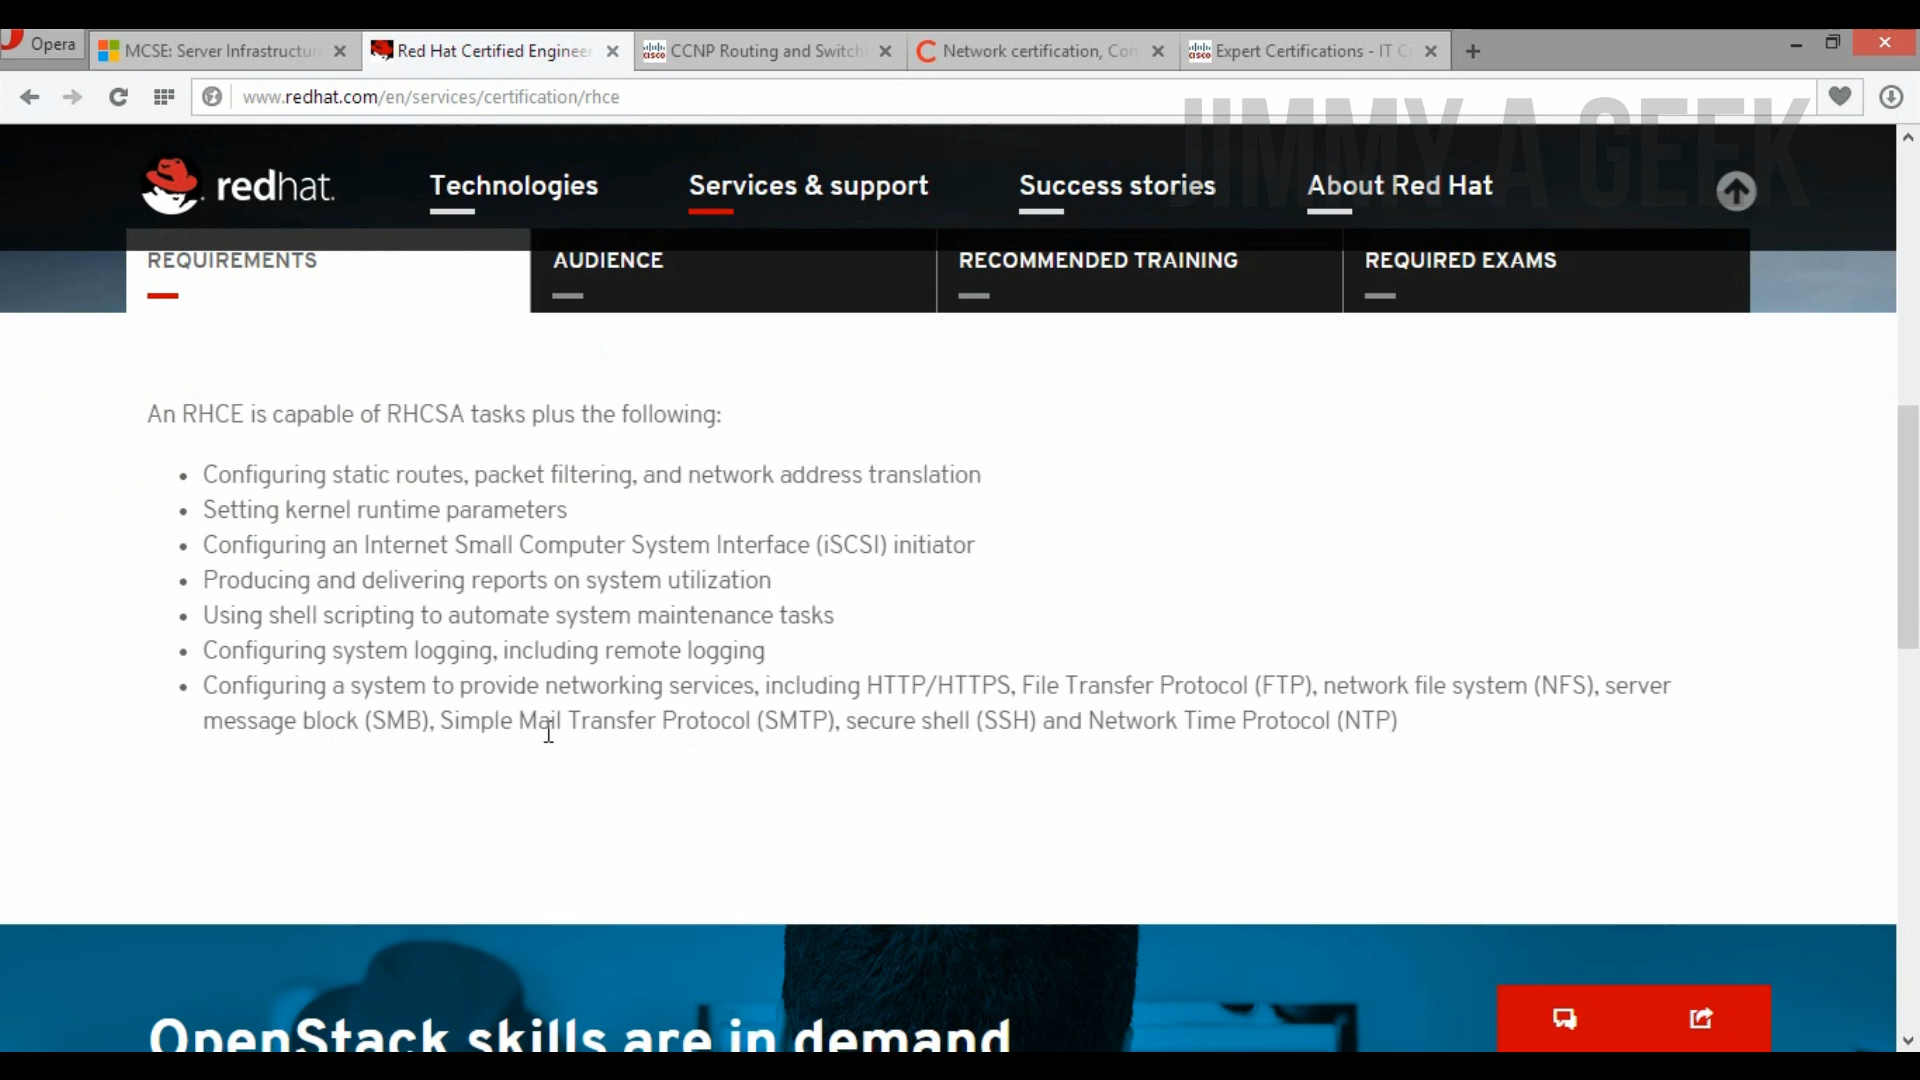 Opera
MCSE: Server Infrastructur
Red Hat Certified Engineer
CCNP Routing and Switch
Network certification, Con
Expert Certifications - IT C
www.redhat.com/en/services/certification/rhce
JIMMY A GEEK
redhat.
Technologies
Services & support
Success stories
About Red Hat
REQUIREMENTS
AUDIENCE
RECOMMENDED TRAINING
REQUIRED EXAMS
An RHCE is capable of RHCSA tasks plus the following:
• Configuring static routes, packet filtering, and network address translation
• Setting kernel runtime parameters
• Configuring an Internet Small Computer System Interface (iSCSI) initiator
• Producing and delivering reports on system utilization
• Using shell scripting to automate system maintenance tasks
• Configuring system logging, including remote logging
• Configuring a system to provide networking services, including HTTP/HTTPS, File Transfer Protocol (FTP), network file system (NFS), server
message block (SMB), Simple Mail Transfer Protocol (SMTP), secure shell (SSH) and Network Time Protocol (NTP)
OpenStack skills are in demand